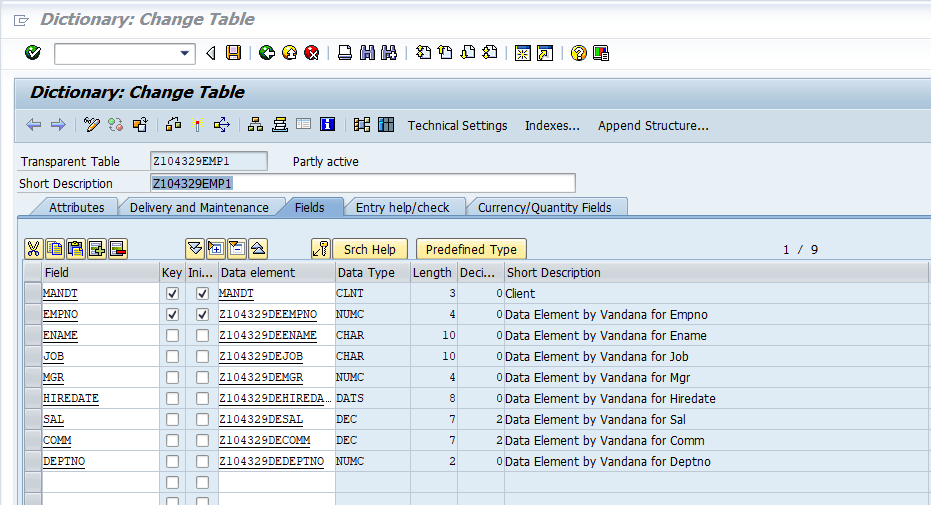 Dictionary: Change Table
Dictionary: Change Table
Technical Settings Indexes... Append Structure...
Transparent Table Z104329EMP1 Partly active
Short Description Z104329EMP1
Attributes Delivery and Maintenance Fields Entry help/check Currency/Quantity Fields
Srch Help Predefined Type 1 / 9
Field Key Ini... Data element Data Type Length Deci... Short Description
MANDT MANDT CLNT 3 0 Client
EMPNO Z104329DEEMPNO NUMC 4 0 Data Element by Vandana for Empno
ENAME Z104329DEENAME CHAR 10 0 Data Element by Vandana for Ename
JOB Z104329DEJOB CHAR 10 0 Data Element by Vandana for Job
MGR Z104329DEMGR NUMC 4 0 Data Element by Vandana for Mgr
HIREDATE Z104329DEHIREDA... DATS 8 0 Data Element by Vandana for Hiredate
SAL Z104329DESAL DEC 7 2 Data Element by Vandana for Sal
COMM Z104329DECOMM DEC 7 2 Data Element by Vandana for Comm
DEPTNO Z104329DEDEPTNO NUMC 2 0 Data Element by Vandana for Deptno